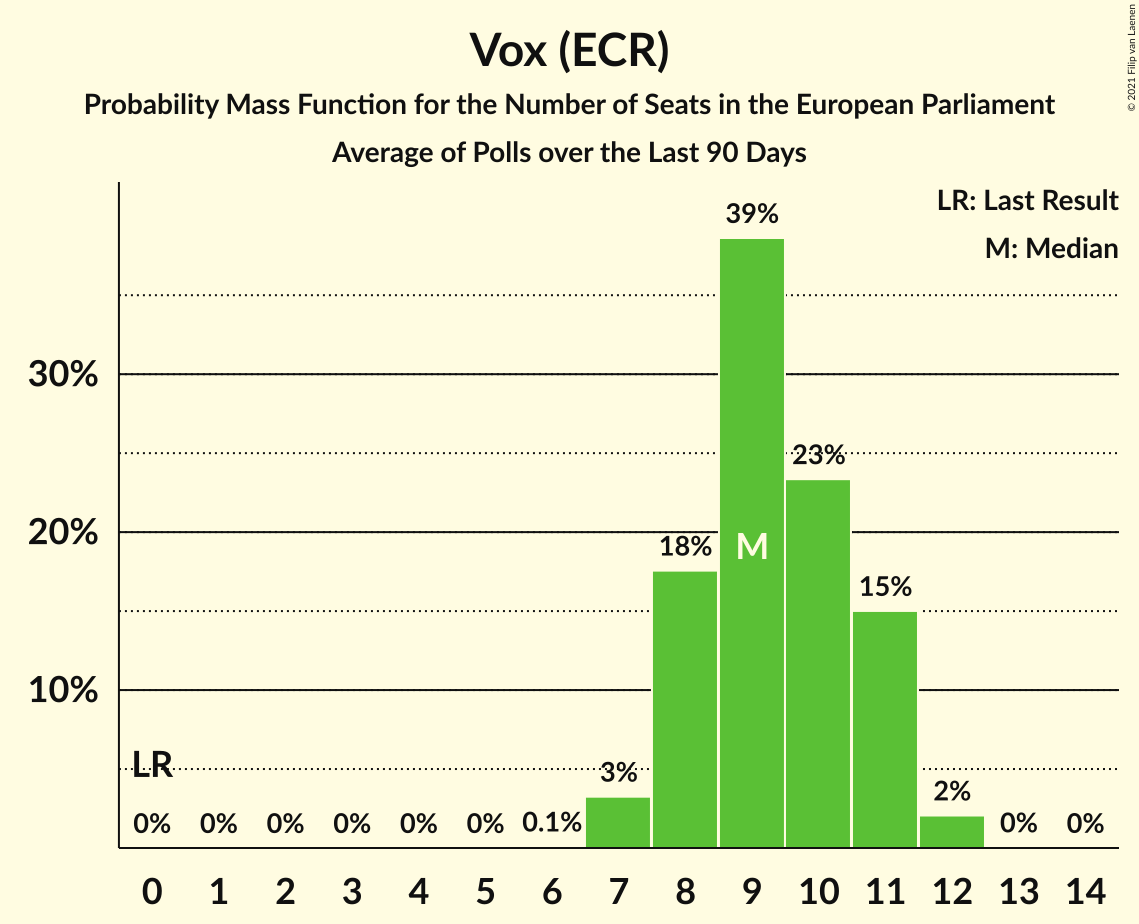 Vox (ECR)
Probability Mass Function for the Number of Seats in the European Parliament
Average of Polls over the Last 90 Days
© 2021 Filip van Laenen
LR: Last Result
M: Median
39%
30%
23%
20%
18%
M
15%
10%
LR
3%
2%
0% 0% 0% 0% 0% 0% 0.1% 0% 0%
0 1 2 3 4 5 6 7 8 9 10 11 12 13 14